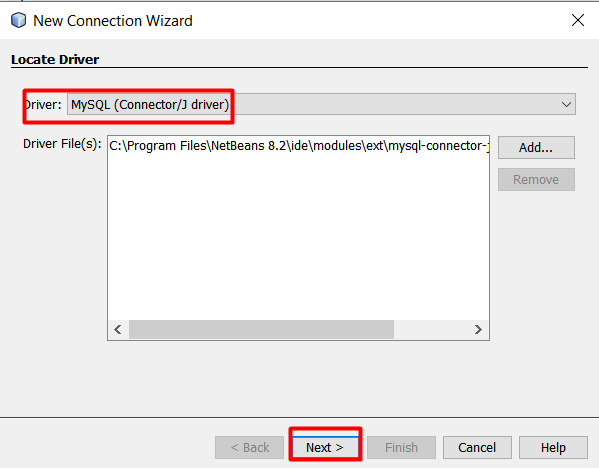 New Connection Wizard
Locate Driver
Driver: MySQL (Connector/J driver)
Driver File(s): C:\Program Files\NetBeans 8.2\ide\modules\ext\mysql-connector-j
Add...
Remove
< Back Next > Finish Cancel Help